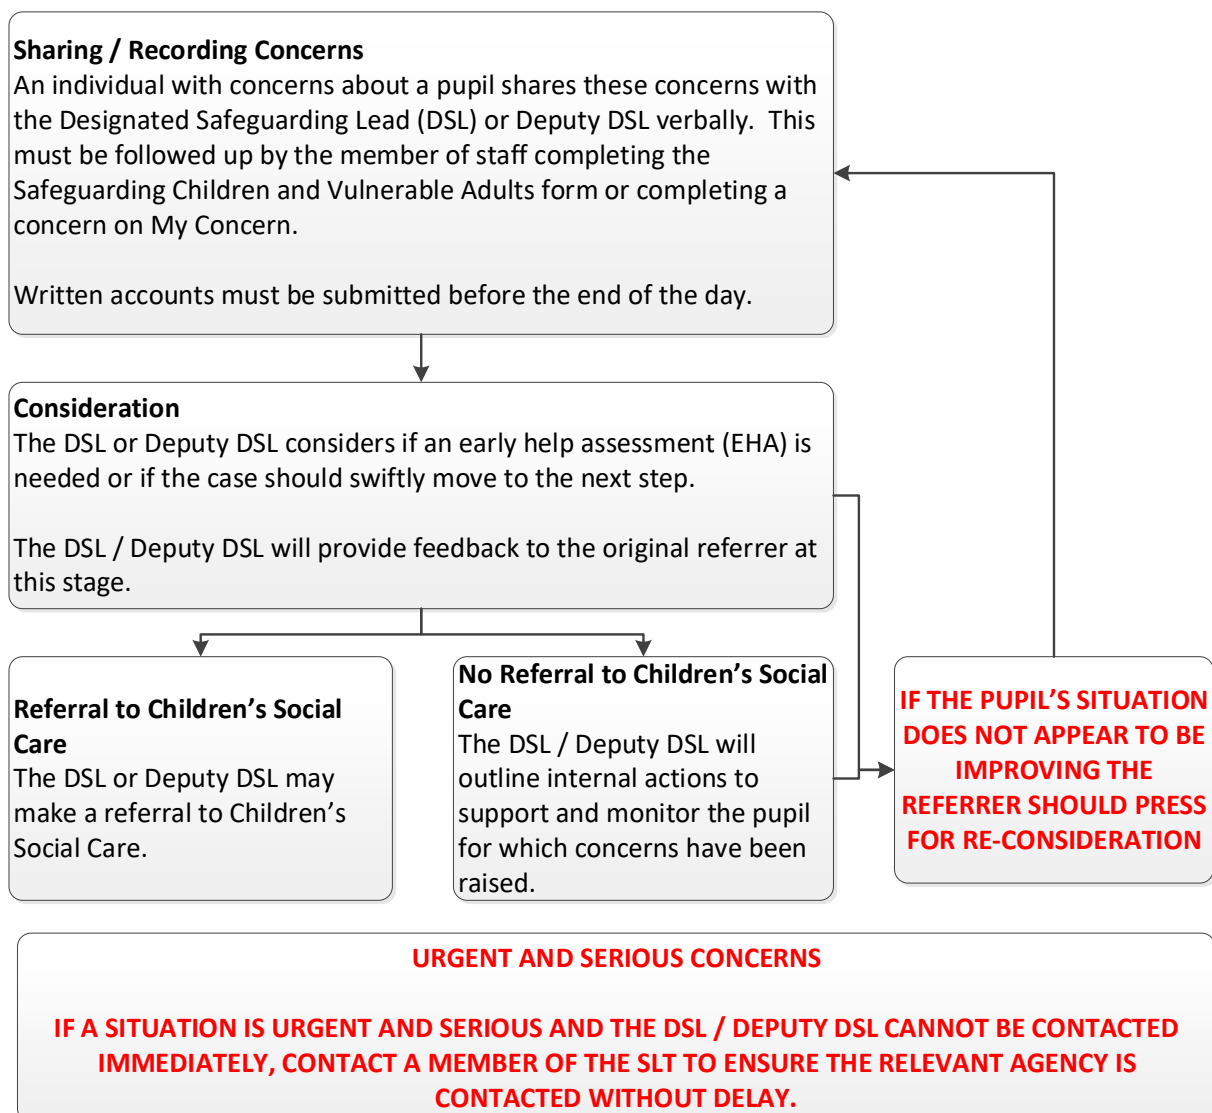 Sharing / Recording Concerns
An individual with concerns about a pupil shares these concerns with
the Designated Safeguarding Lead (DSL) or Deputy DSL verbally.  This
must be followed up by the member of staff completing the
Safeguarding Children and Vulnerable Adults form or completing a
concern on My Concern.
Written accounts must be submitted before the end of the day.
Consideration
The DSL or Deputy DSL considers if an early help assessment (EHA) is
needed or if the case should swiftly move to the next step.
The DSL / Deputy DSL will provide feedback to the original referrer at
this stage.
Referral to Children’s Social
Care
The DSL or Deputy DSL may
make a referral to Children’s
Social Care.
No Referral to Children’s Social
Care
The DSL / Deputy DSL will
outline internal actions to
support and monitor the pupil
for which concerns have been
raised.
IF THE PUPIL’S SITUATION
DOES NOT APPEAR TO BE
IMPROVING THE
REFERRER SHOULD PRESS
FOR RE-CONSIDERATION
URGENT AND SERIOUS CONCERNS
IF A SITUATION IS URGENT AND SERIOUS AND THE DSL / DEPUTY DSL CANNOT BE CONTACTED
IMMEDIATELY, CONTACT A MEMBER OF THE SLT TO ENSURE THE RELEVANT AGENCY IS
CONTACTED WITHOUT DELAY.